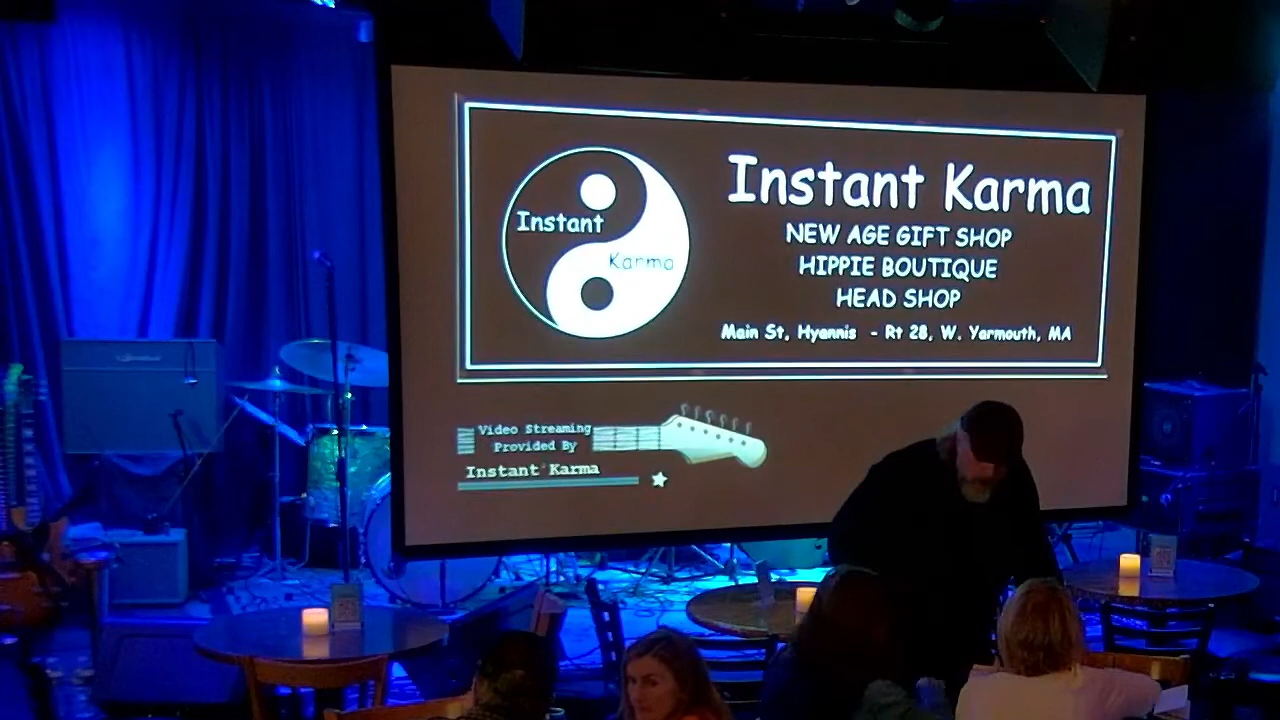 Instant
Karma
Instant Karma
NEW AGE GIFT SHOP
HIPPIE BOUTIQUE
HEAD SHOP
Main St, Hyannis - Rt 28, W. Yarmouth, MA
Video Streaming
Provided By
Instant Karma